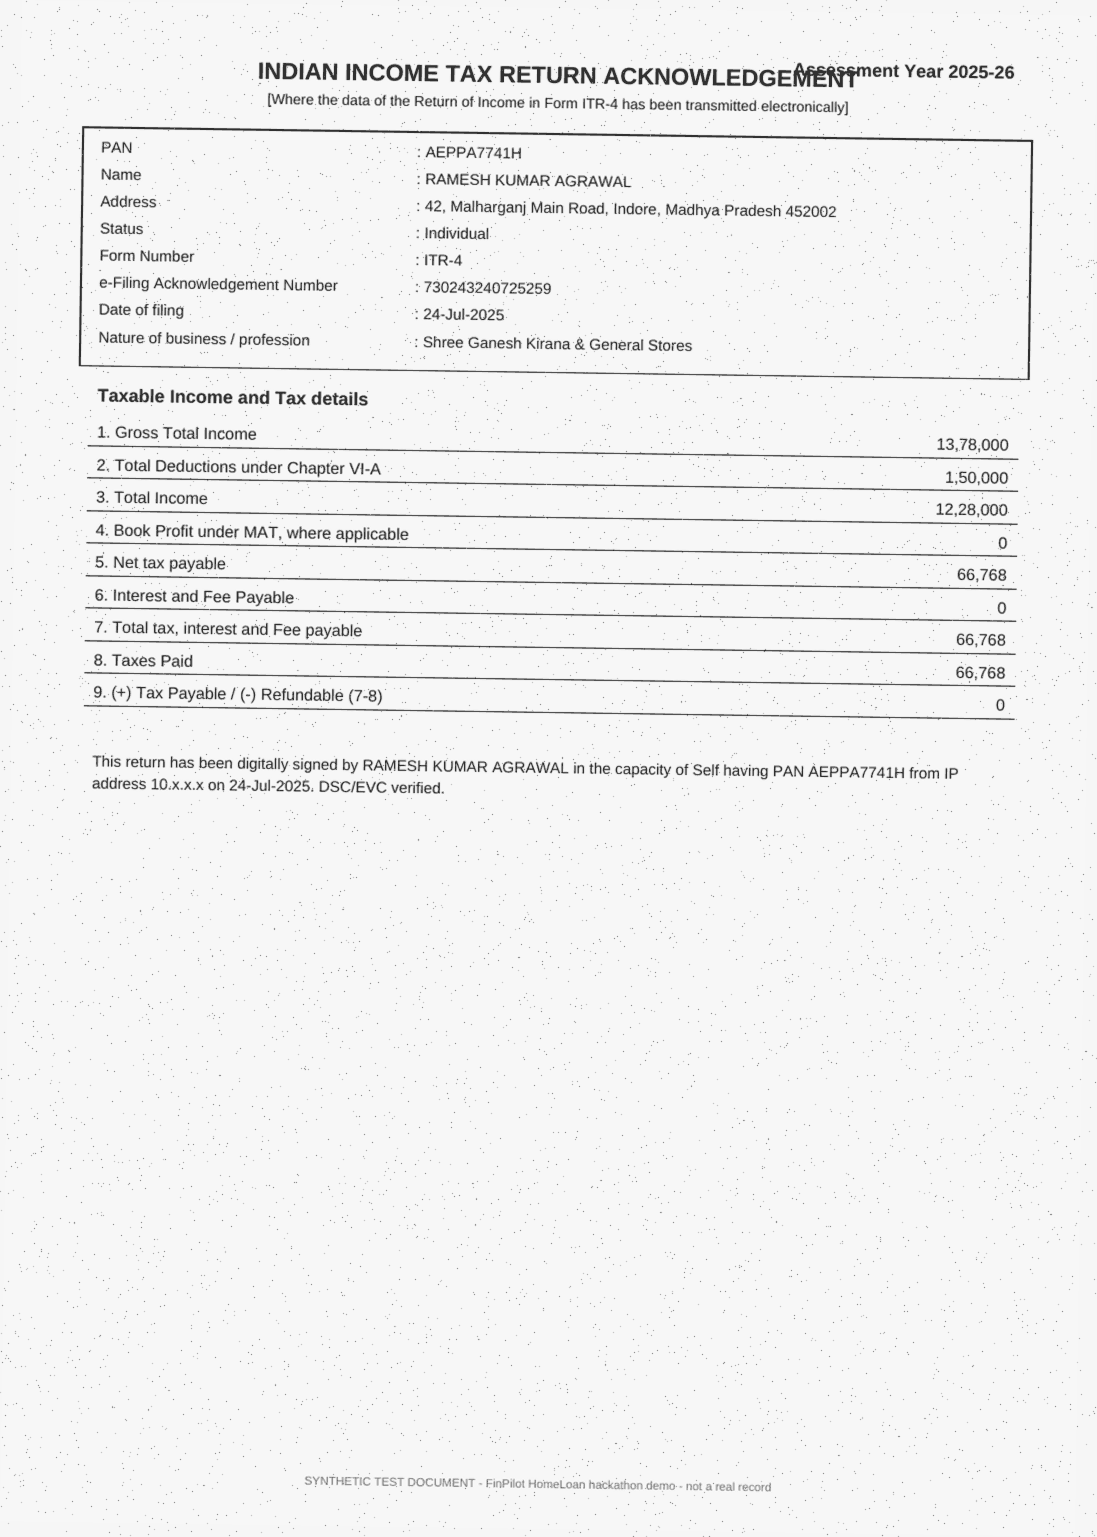 INDIAN INCOME TAX RETURN ACKNOWLEDGEMENT
Assessment Year 2025-26
[Where the data of the Return of Income in Form ITR-4 has been transmitted electronically]
PAN : AEPPA7741H
Name : RAMESH KUMAR AGRAWAL
Address : 42, Malharganj Main Road, Indore, Madhya Pradesh 452002
Status : Individual
Form Number : ITR-4
e-Filing Acknowledgement Number : 730243240725259
Date of filing : 24-Jul-2025
Nature of business / profession : Shree Ganesh Kirana & General Stores
Taxable Income and Tax details
1. Gross Total Income 13,78,000
2. Total Deductions under Chapter VI-A 1,50,000
3. Total Income 12,28,000
4. Book Profit under MAT, where applicable 0
5. Net tax payable 66,768
6. Interest and Fee Payable 0
7. Total tax, interest and Fee payable 66,768
8. Taxes Paid 66,768
9. (+) Tax Payable / (-) Refundable (7-8) 0
This return has been digitally signed by RAMESH KUMAR AGRAWAL in the capacity of Self having PAN AEPPA7741H from IP
address 10.x.x.x on 24-Jul-2025. DSC/EVC verified.
SYNTHETIC TEST DOCUMENT - FinPilot HomeLoan hackathon demo - not a real record